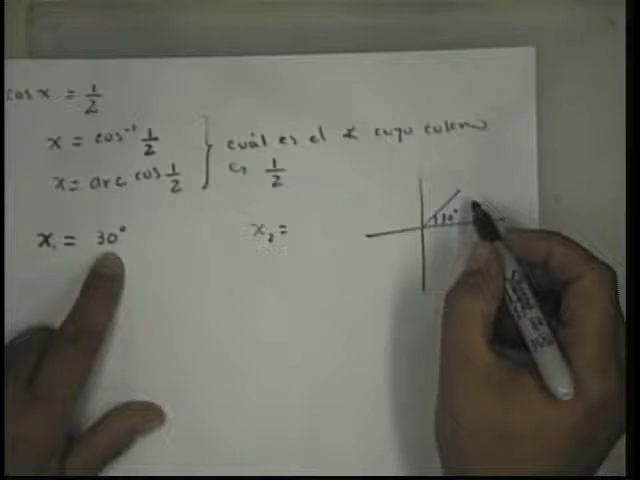 cos x = 1/2
x = cos⁻¹ 1/2
x = arc cos 1/2
cuál es el ∢ cuyo coseno
es 1/2
x₁ = 30°
x₂ =
30°